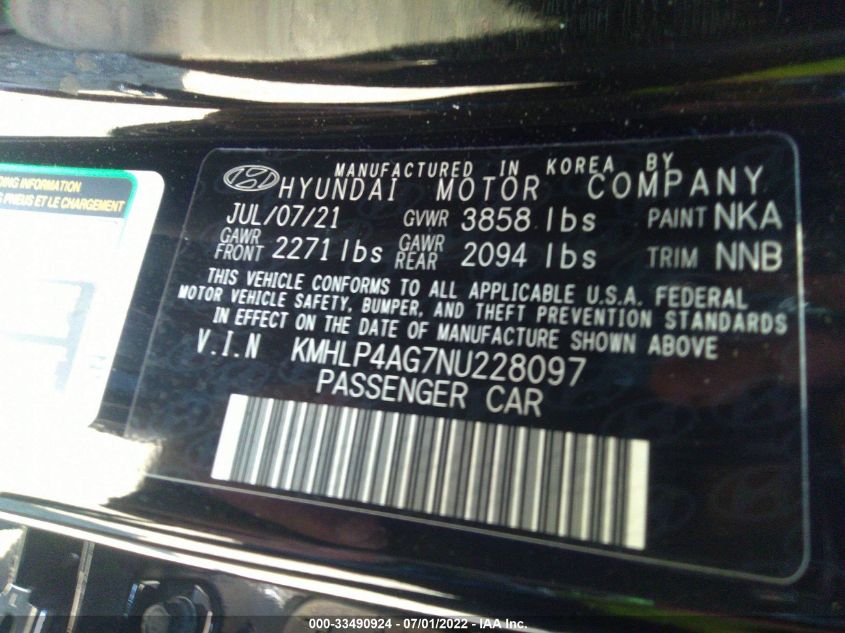 DING INFORMATION
PNEUS ET LE CHARGEMENT
MANUFACTURED IN KOREA BY
HYUNDAI MOTOR COMPANY
JUL/07/21 GVWR 3858 lbs PAINT NKA
GAWR FRONT 2271 lbs GAWR REAR 2094 lbs TRIM NNB
THIS VEHICLE CONFORMS TO ALL APPLICABLE U.S.A. FEDERAL
MOTOR VEHICLE SAFETY, BUMPER, AND THEFT PREVENTION STANDARDS
IN EFFECT ON THE DATE OF MANUFACTURE SHOWN ABOVE
V.I.N KMHLP4AG7NU228097
PASSENGER CAR
000-33490924 - 07/01/2022 - IAA Inc.